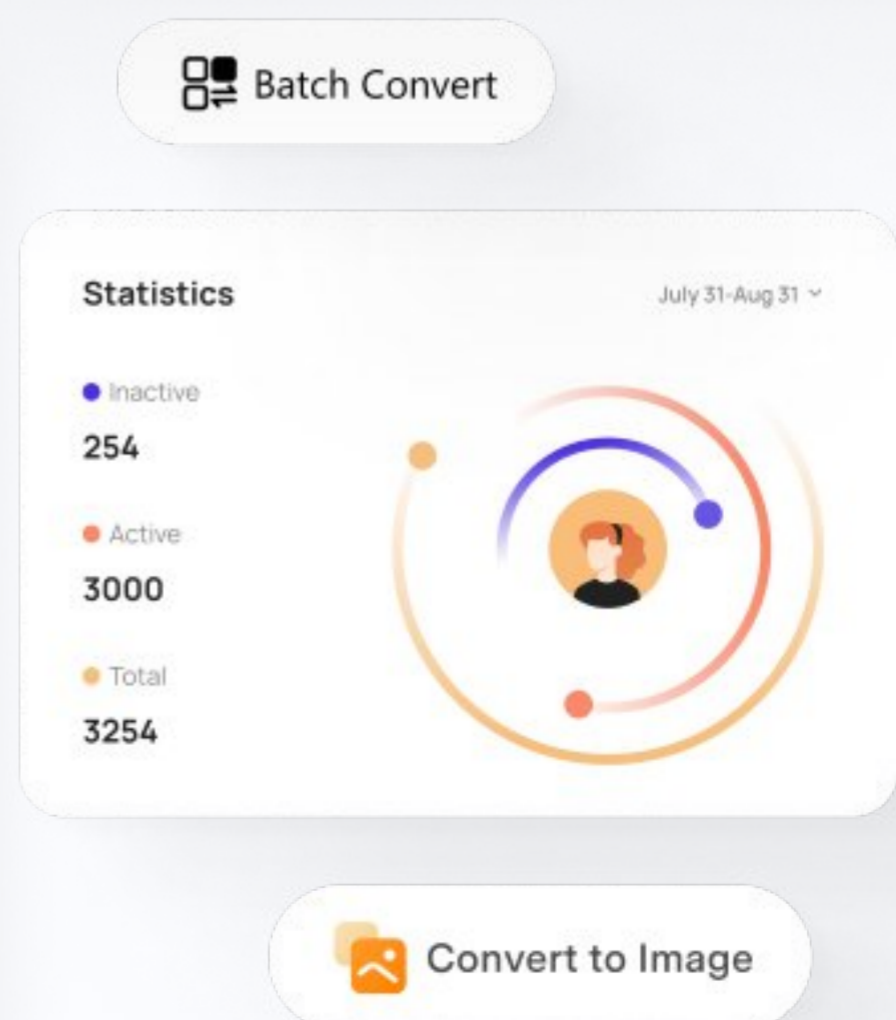 Batch Convert
Statistics
July 31-Aug 31
Inactive
254
Active
3000
Total
3254
Convert to Image